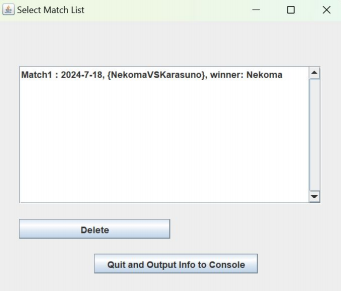 Select Match List
Match1 : 2024-7-18, {NekomaVSKarasuno}, winner: Nekoma
Delete
Quit and Output Info to Console